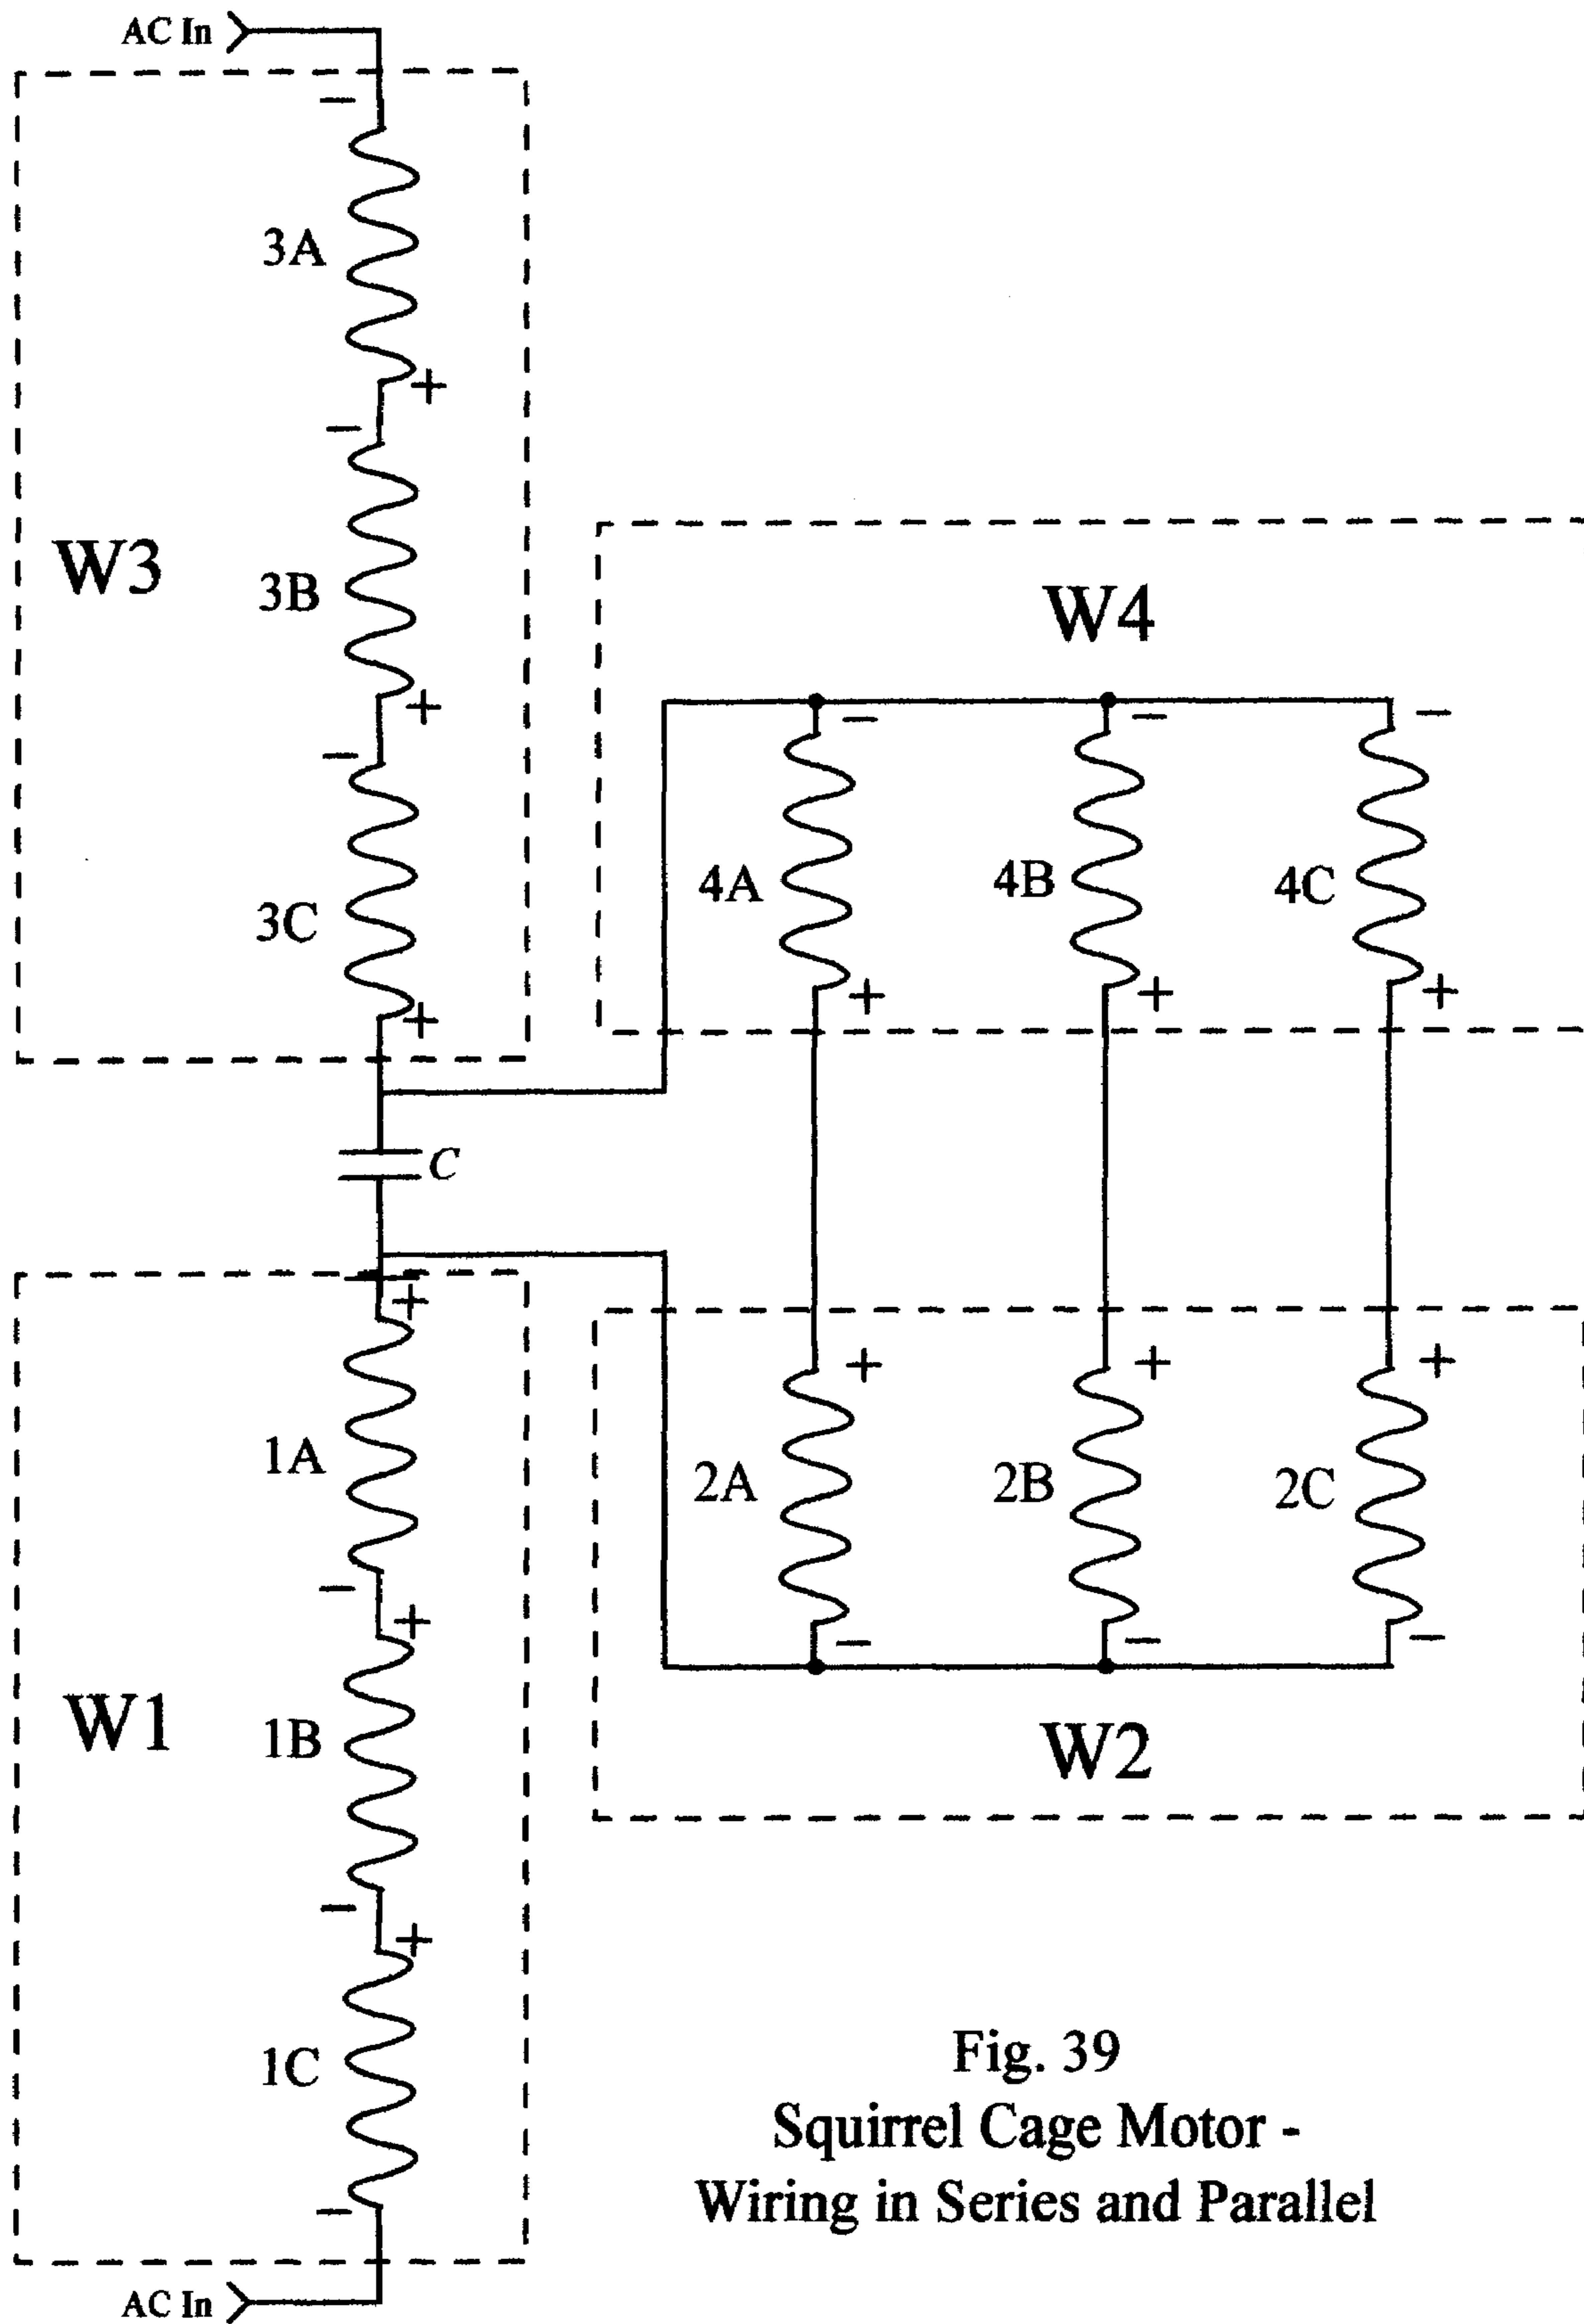 AC In
−
3A
+
−
W3
3B
+
−
3C
+
W4
−
−
−
4A
4B
4C
+
+
+
C
+
1A
−
+
W1
1B
−
+
1C
−
+
+
+
2A
2B
2C
−
−
−
W2
AC In
Fig. 39
Squirrel Cage Motor -
Wiring in Series and Parallel